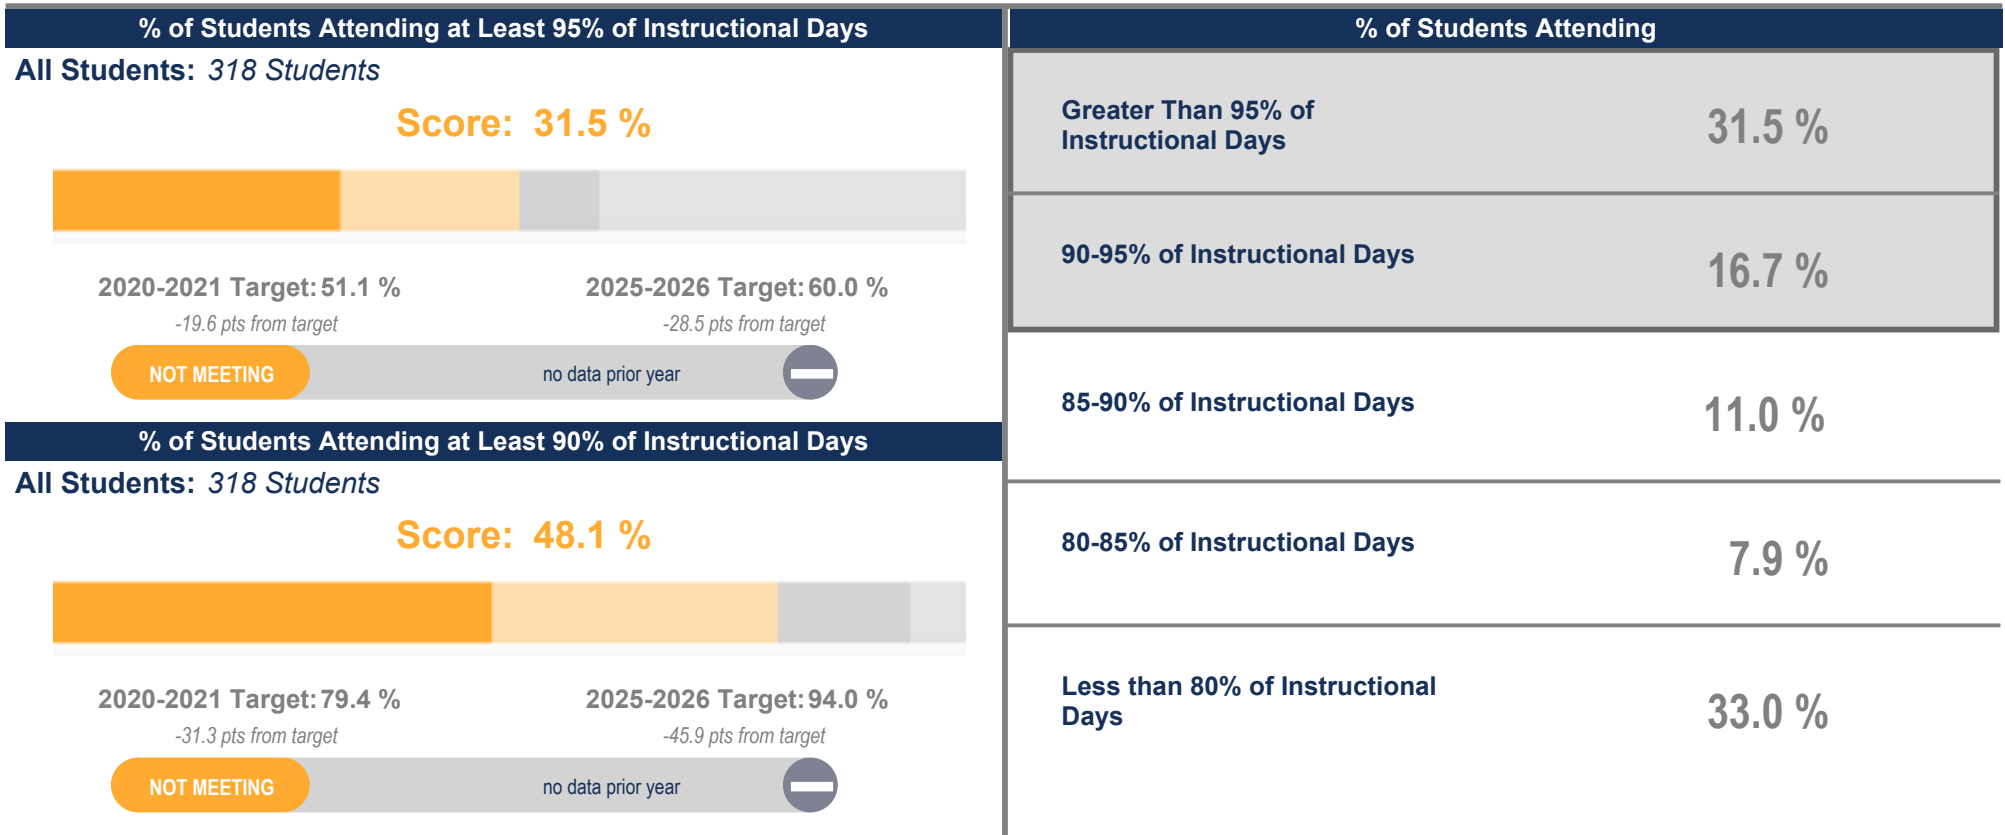 % of Students Attending at Least 95% of Instructional Days
All Students: 318 Students
Score: 31.5 %
2020-2021 Target: 51.1 %
-19.6 pts from target
2025-2026 Target: 60.0 %
-28.5 pts from target
NOT MEETING
no data prior year
% of Students Attending at Least 90% of Instructional Days
All Students: 318 Students
Score: 48.1 %
2020-2021 Target: 79.4 %
-31.3 pts from target
2025-2026 Target: 94.0 %
-45.9 pts from target
NOT MEETING
no data prior year
% of Students Attending
Greater Than 95% of
Instructional Days
31.5 %
90-95% of Instructional Days
16.7 %
85-90% of Instructional Days
11.0 %
80-85% of Instructional Days
7.9 %
Less than 80% of Instructional
Days
33.0 %